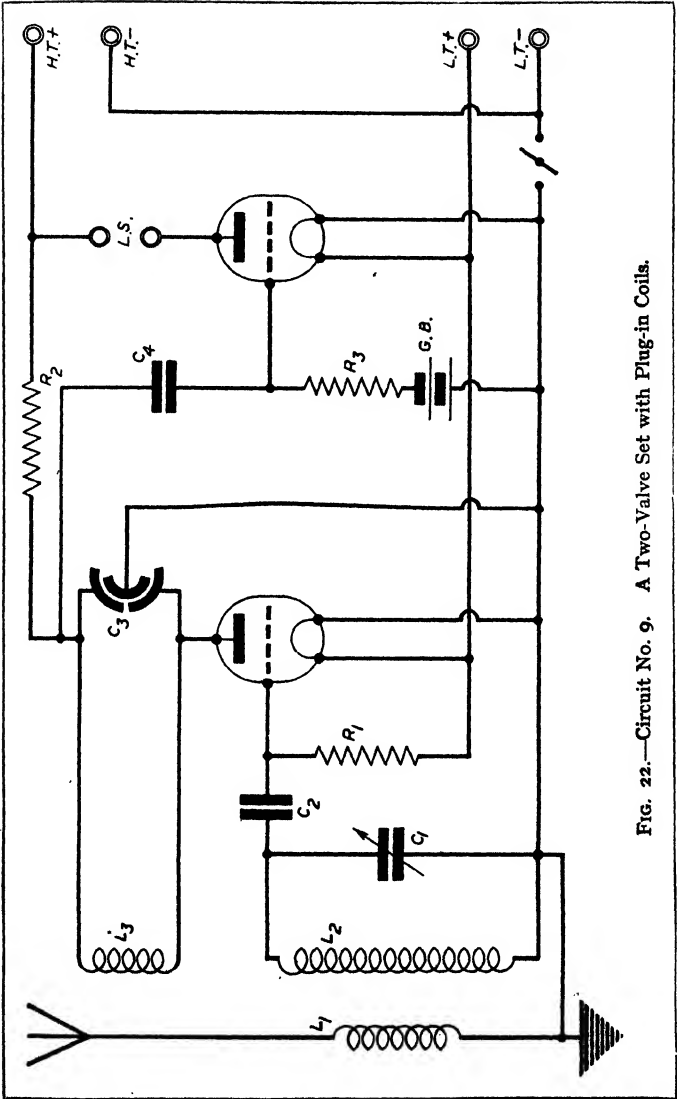 H.T.+
H.T.–
L.T.+
L.T.–
L.S.
R2
C4
R3
G.B.
C3
R1
C2
C1
L3
L2
L1
FIG. 22.—Circuit No. 9. A Two-Valve Set with Plug-in Coils.